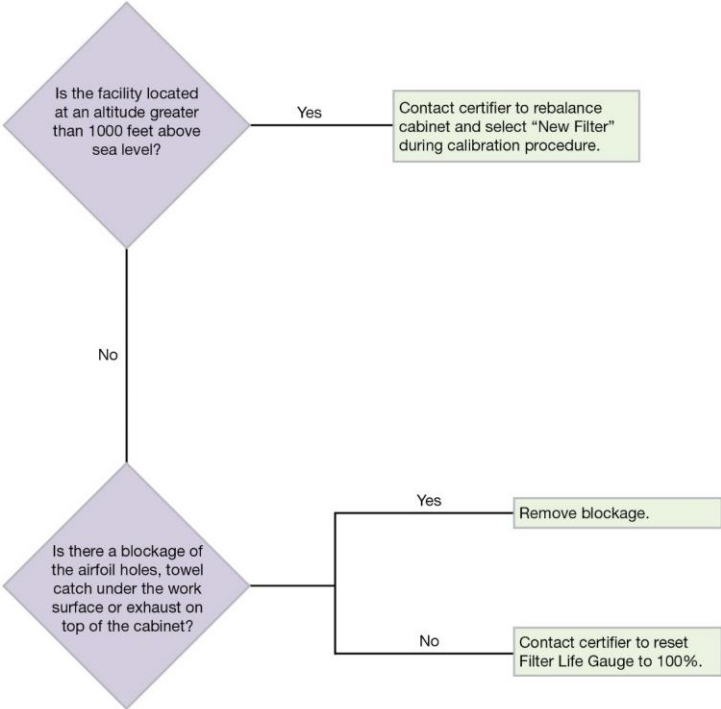 Is the facility located
at an altitude greater
than 1000 feet above
sea level?
Yes
Contact certifier to rebalance
cabinet and select “New Filter”
during calibration procedure.
No
Is there a blockage of
the airfoil holes, towel
catch under the work
surface or exhaust on
top of the cabinet?
Yes
Remove blockage.
No
Contact certifier to reset
Filter Life Gauge to 100%.